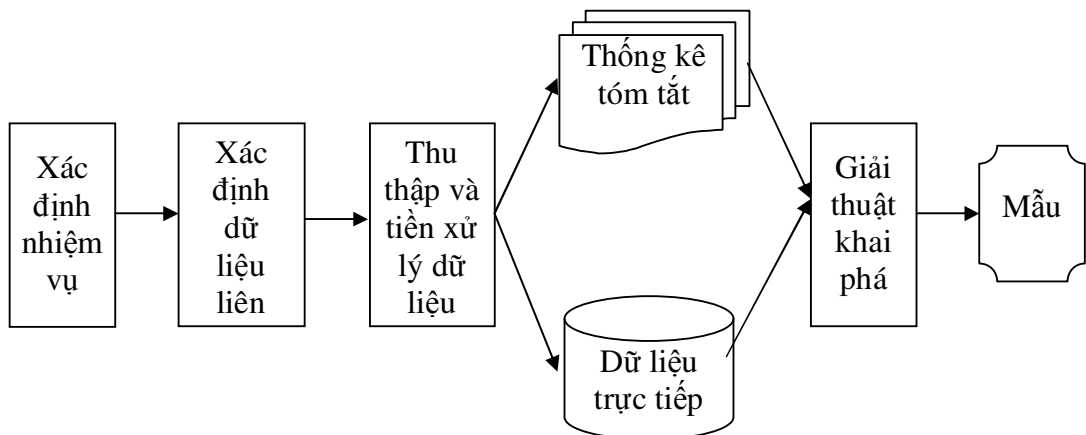 Xác
định
nhiệm
vụ
Xác
định
dữ
liệu
liên
Thu
thập và
tiền xử
lý dữ
liệu
Thống kê
tóm tắt
Dữ liệu
trực tiếp
Giải
thuật
khai
phá
Mẫu